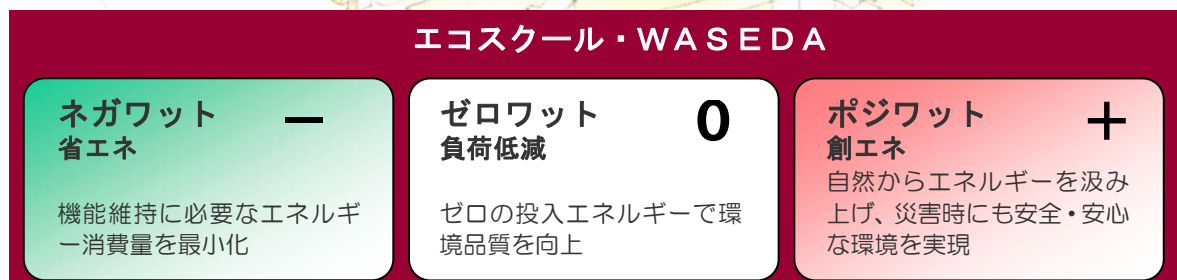 エコスクール・ＷＡＳＥＤＡ
ネガワット －
省エネ
機能維持に必要なエネルギ
ー消費量を最小化
ゼロワット 0
負荷低減
ゼロの投入エネルギーで環
境品質を向上
ポジワット ＋
創エネ
自然からエネルギーを汲み
上げ、災害時にも安全・安心
な環境を実現